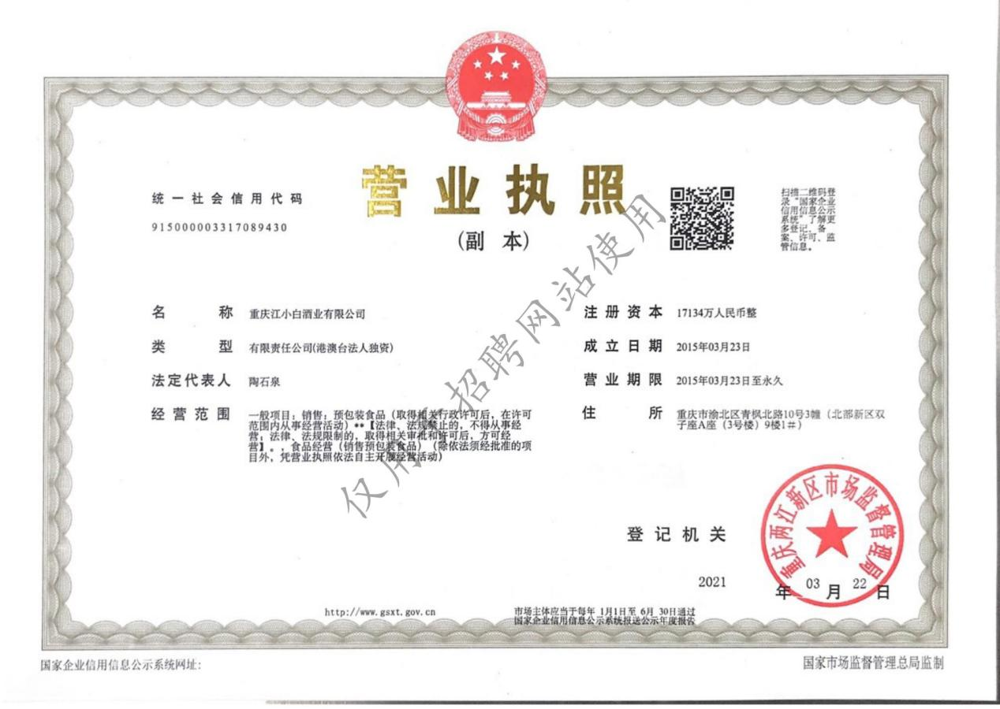 营业执照
(副 本)
统一社会信用代码
915000003317089430
扫描二维码登
录“国家企业
信用信息公示
系统”了解更
多登记、备
案、许可、监
管信息。
名 称 重庆江小白酒业有限公司
类 型 有限责任公司(港澳台法人独资)
法定代表人 陶石泉
经营范围 一般项目：销售：预包装食品（取得相关行政许可后，在许可
范围内从事经营活动）**【法律、法规禁止的，不得从事经
营；法律、法规限制的，取得相关审批和许可后，方可经
营】。，食品经营（销售预包装食品）（除依法须经批准的项
目外，凭营业执照依法自主开展经营活动）
注册资本 17134万人民币整
成立日期 2015年03月23日
营业期限 2015年03月23日至永久
住 所 重庆市渝北区青枫北路10号3幢（北部新区双
子座A座（3号楼）9楼1#）
仅用于招聘网站使用
登记机关
重庆两江新区市场监督管理局
2021 年 03 月 22 日
http://www.gsxt.gov.cn
市场主体应当于每年 1月1日至 6月 30日通过
国家企业信用信息公示系统报送公示年度报告
国家企业信用信息公示系统网址:
国家市场监督管理总局监制